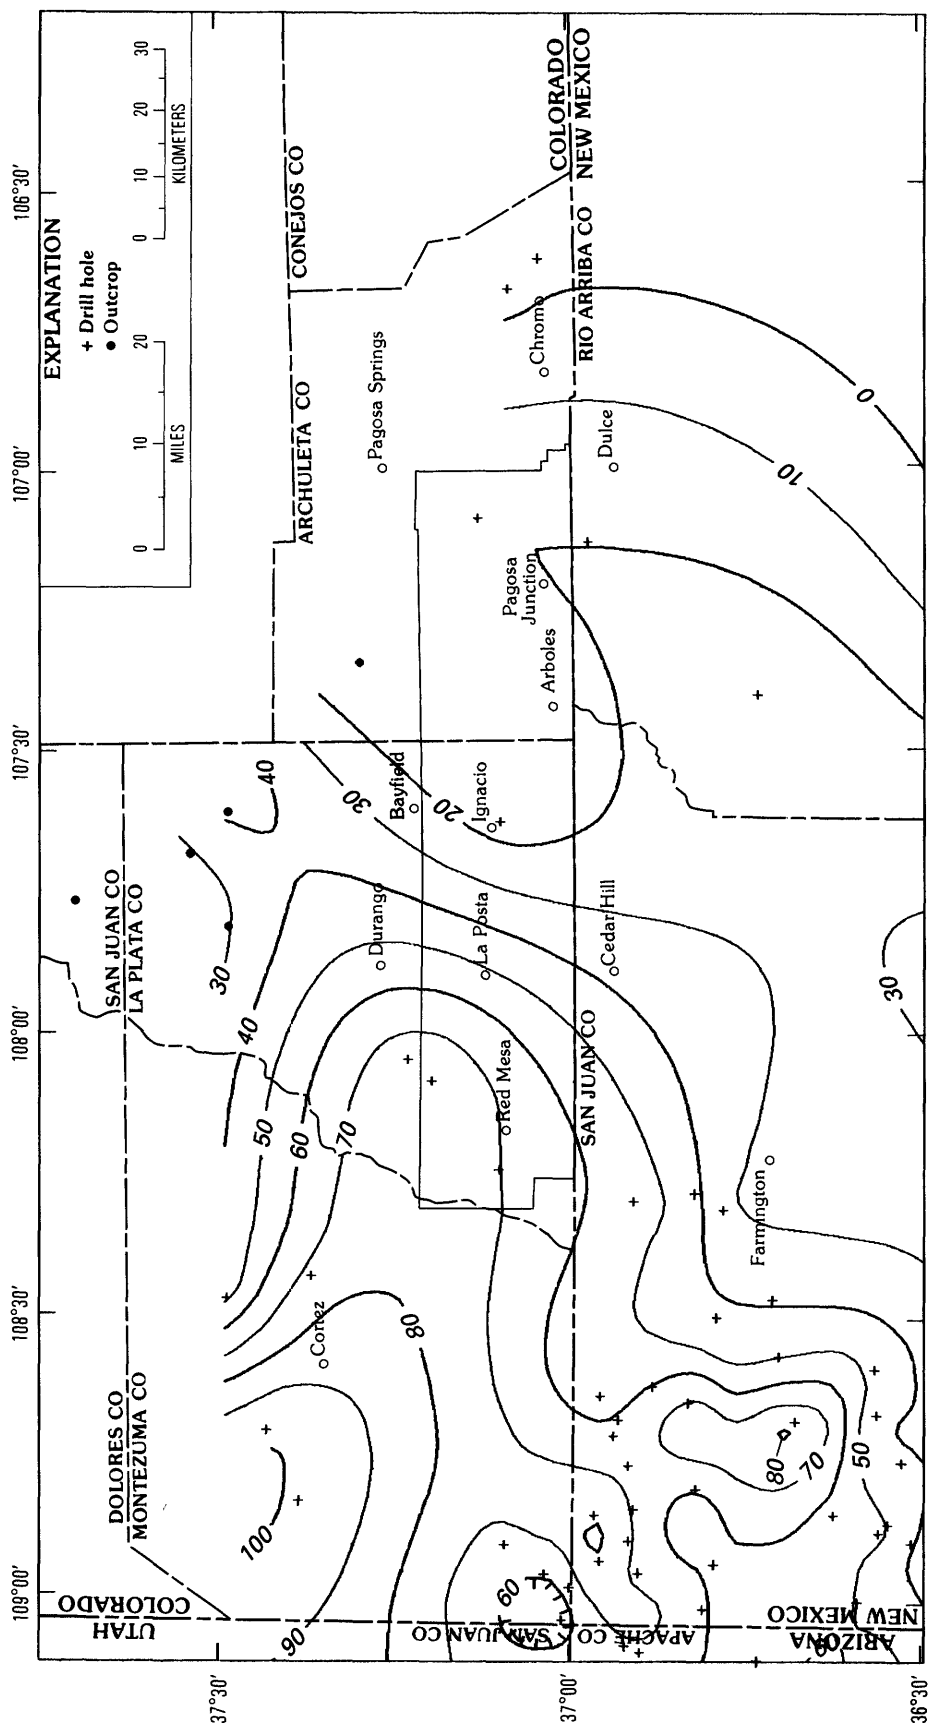 106°30'
107°00'
107°30'
108°00'
108°30'
109°00'
37°30'
37°00'
36°30'
EXPLANATION
+ Drill hole
● Outcrop
0 10 20
MILES
0 10 20 30
KILOMETERS
DOLORES CO
MONTEZUMA CO
SAN JUAN CO
LA PLATA CO
ARCHULETA CO
CONEJOS CO
COLORADO
NEW MEXICO
RIO ARRIBA CO
SAN JUAN CO
UTAH
COLORADO
SAN JUAN CO
APACHE CO
ARIZONA
NEW MEXICO
Cortez
Durango
Bayfield
Pagosa Springs
Red Mesa
La Posta
Ignacio
Arboles
Pagosa
Junction
Chromo
Farmington
Cedar Hill
Dulce
100
90
80
70
60
50
40
30
40
30
20
10
0
60
80
70
50
30